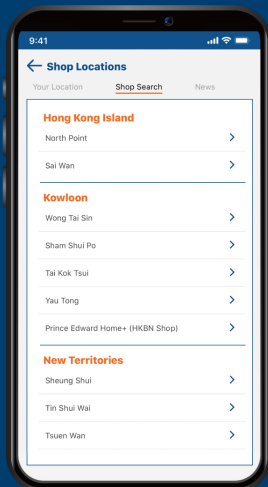 9:41
Shop Locations
Your Location Shop Search News
Hong Kong Island
North Point
Sai Wan
Kowloon
Wong Tai Sin
Sham Shui Po
Tai Kok Tsui
Yau Tong
Prince Edward Home+ (HKBN Shop)
New Territories
Sheung Shui
Tin Shui Wai
Tsuen Wan